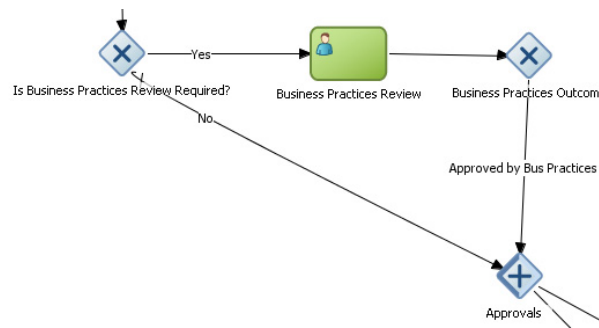 Yes
Is Business Practices Review Required?
Business Practices Review
Business Practices Outcom
No
Approved by Bus Practices
Approvals